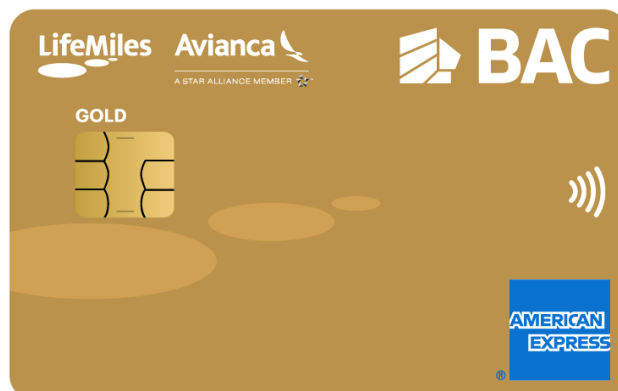 LifeMiles Avianca BAC
A STAR ALLIANCE MEMBER
GOLD
AMERICAN
EXPRESS
®